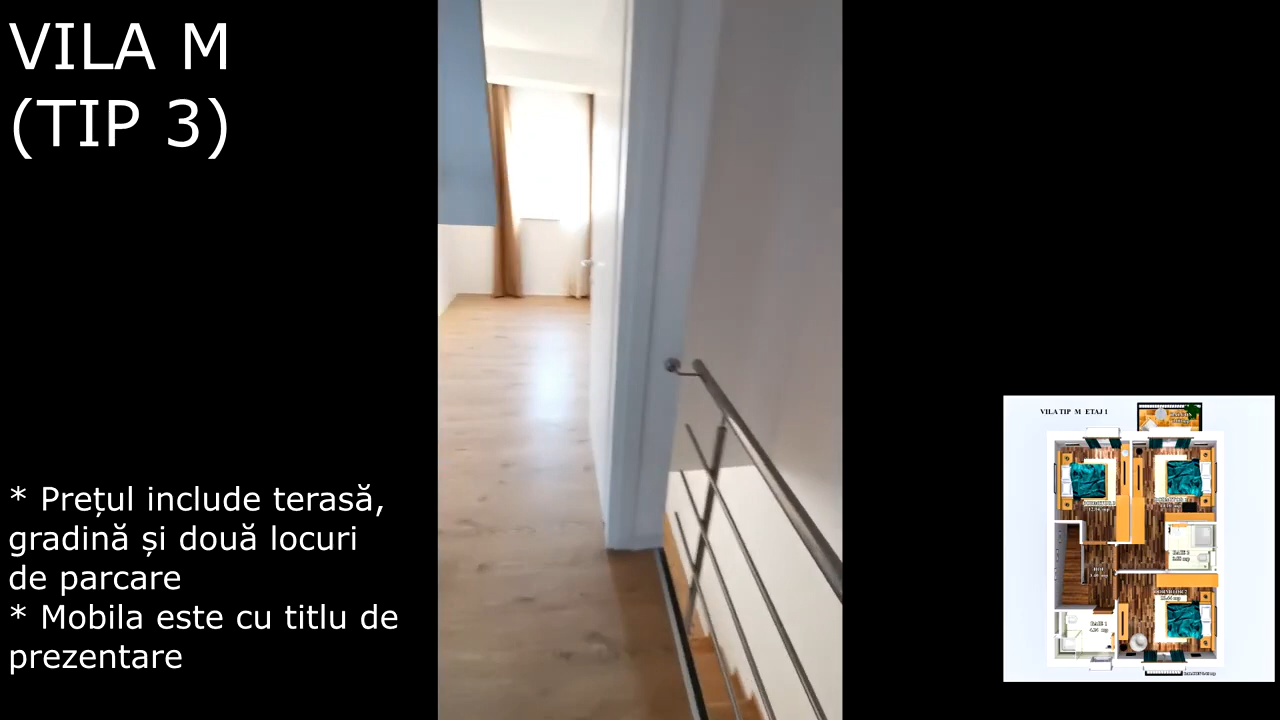 VILA M
(TIP 3)
* Prețul include terasă,
gradină și două locuri
de parcare
* Mobila este cu titlu de
prezentare
VILA TIP M ETAJ 1